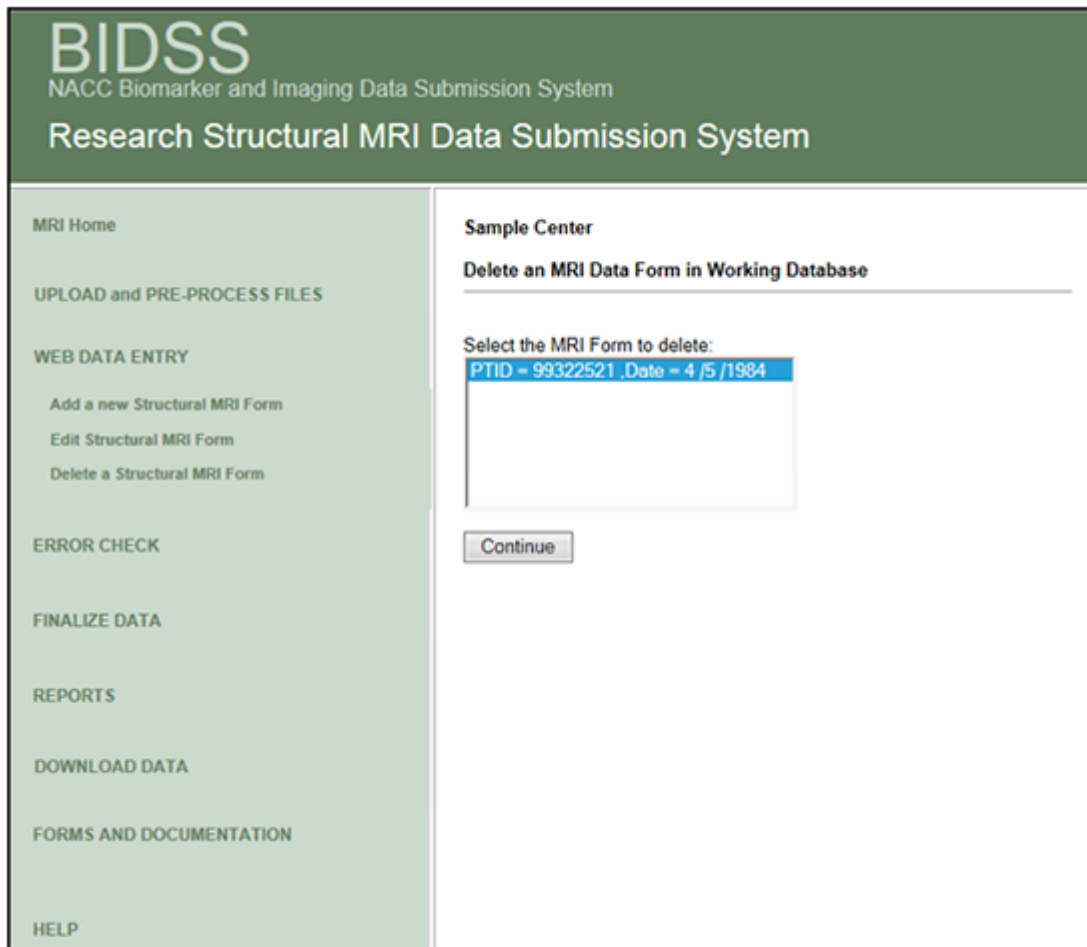 BIDSS
NACC Biomarker and Imaging Data Submission System
Research Structural MRI Data Submission System
MRI Home
UPLOAD and PRE-PROCESS FILES
WEB DATA ENTRY
Add a new Structural MRI Form
Edit Structural MRI Form
Delete a Structural MRI Form
ERROR CHECK
FINALIZE DATA
REPORTS
DOWNLOAD DATA
FORMS AND DOCUMENTATION
HELP
Sample Center
Delete an MRI Data Form in Working Database
Select the MRI Form to delete:
PTID = 99322521 ,Date = 4 /5 /1984
Continue